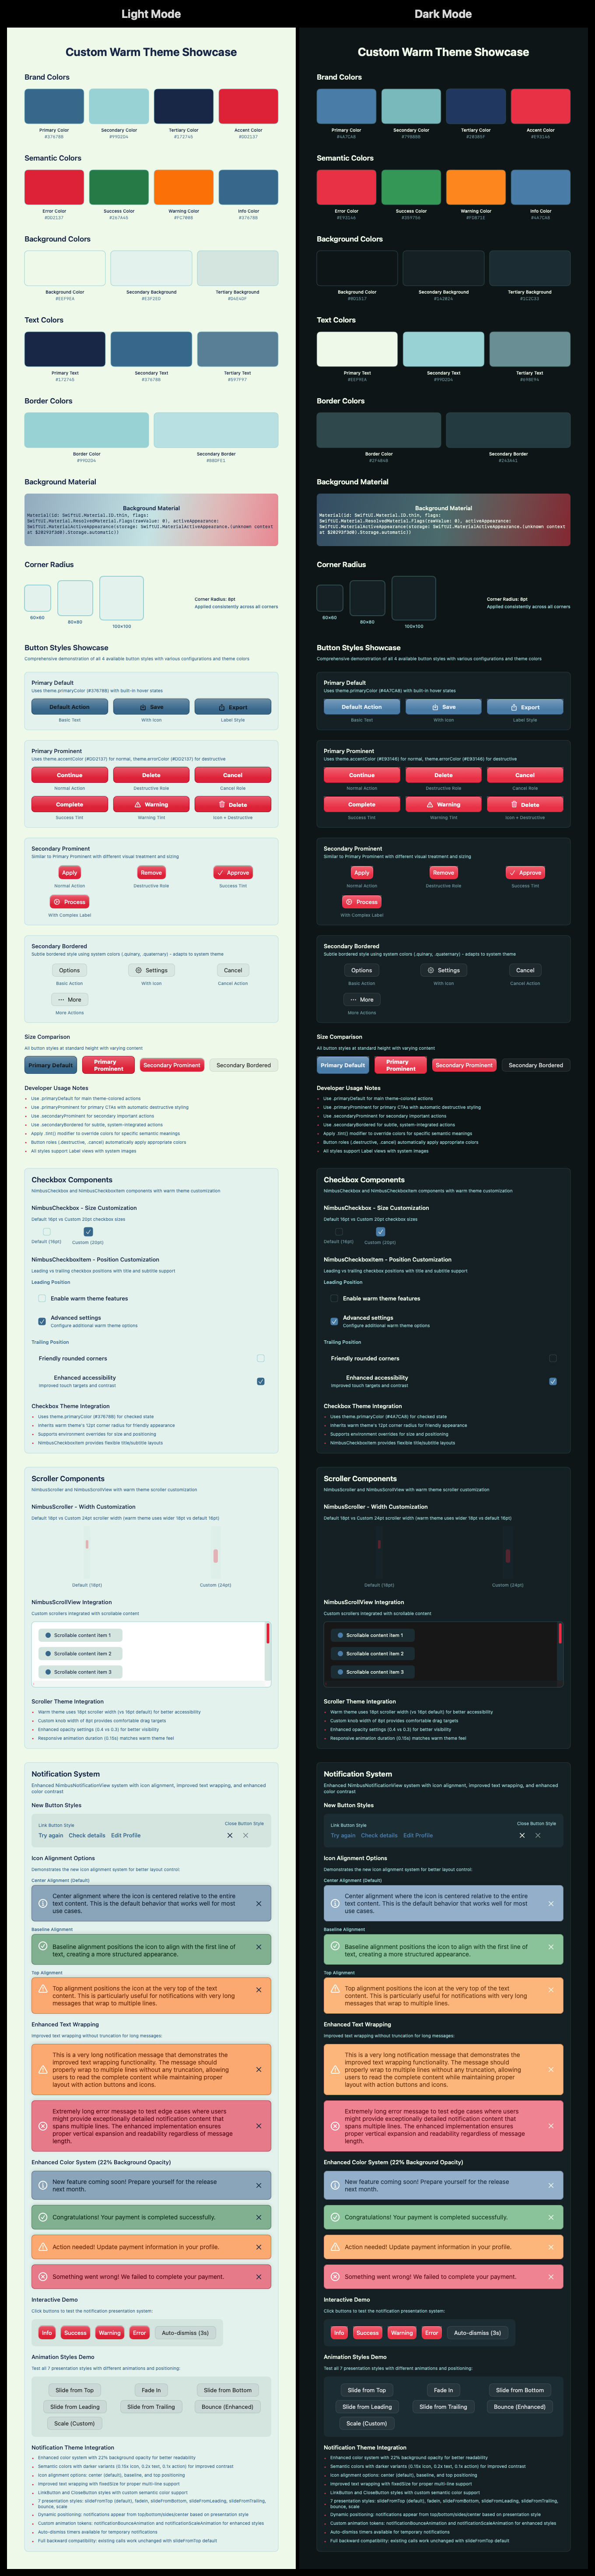 Light Mode
Custom Warm Theme Showcase
Brand Colors
Primary Color
Secondary Color
Tertiary Color
Accent Color
#37678B
#99D2D4
#172745
#DD2137
Semantic Colors
Error Color
Success Color
Warning Color
Info Color
#DD2137
#267A48
#FC7008
#37678B
Background Colors
Background Color
Secondary Background
Tertiary Background
#EEF9EA
Text Colors
Primary Text
Secondary Text
Tertiary Text
#172745
#37678B
#597F97
Border Colors
Border Color
Secondary Border
#99D2D4
Background Material
Background Material
Material(id: SwiftUI.Material.ID.thin, flags:
SwiftUI.Material.ResolvedMaterial.Flags(rawValue: 0), activeAppearance:
SwiftUI.MaterialActiveAppearance(storage: SwiftUI.MaterialActiveAppearance.(unknown context
at $20293f3d0).Storage.automatic))
Corner Radius
60×60
80×80
100×100
Corner Radius: 6pt
Applied consistently across all corners
Button Styles Showcase
Comprehensive demonstration of all 4 available button styles with various configurations and theme colors
Primary Default
Uses theme.primaryColor (#37678B) with built-in hover states
Default Action
Save
Export
Basic Text
With Icon
Label Style
Primary Prominent
Uses theme.accentColor (#DD2137) for normal, theme.errorColor (#DD2137) for destructive
Continue
Delete
Cancel
Normal Action
Destructive Role
Cancel Role
Complete
Warning
Delete
Success Tint
Warning Tint
Icon + Destructive
Secondary Prominent
Similar to Primary Prominent with different visual treatment and sizing
Apply
Remove
Approve
Normal Action
Destructive Role
Success Tint
Process
With Complex Label
Secondary Bordered
Subtle bordered style using system colors (.quinary, .quaternary) - adapts to system theme
Options
Settings
Cancel
Basic Action
With Icon
Cancel Action
More
More Actions
Size Comparison
All button styles at standard height with varying content
Primary Default
Primary
Prominent
Secondary Prominent
Secondary Bordered
Developer Usage Notes
• Use .primaryDefault for main theme-colored actions
• Use .primaryProminent for primary CTAs with automatic destructive styling
• Use .secondaryProminent for secondary important actions
• Use .secondaryBordered for subtle, system-integrated actions
• Apply .tint() modifier to override colors for specific semantic meanings
• Button roles (.destructive, .cancel) automatically apply appropriate colors
• All styles support Label views with system images
Checkbox Components
NimbusCheckbox and NimbusCheckboxItem components with warm theme customization
NimbusCheckbox - Size Customization
Default 18pt vs Custom 20pt checkbox sizes
Default (18pt)
Custom (20pt)
NimbusCheckboxItem - Position Customization
Leading vs trailing checkbox positions with title and subtitle support
Leading Position
Enable warm theme features
Advanced settings
Configure additional warm theme options
Trailing Position
Friendly rounded corners
Enhanced accessibility
Improved touch targets and contrast
Checkbox Theme Integration
• Uses theme.primaryColor (#37678B) for checked state
• Inherits warm theme's 12pt corner radius for friendly appearance
• Supports environment overrides for size and positioning
• NimbusCheckboxItem provides flexible title/subtitle layouts
Scroller Components
NimbusScroller and NimbusScrollView with warm theme scroller customization
NimbusScroller - Width Customization
Default 18pt vs Custom 24pt scroller width (warm theme uses wider 18pt vs default 16pt)
Default (18pt)
Custom (24pt)
NimbusScrollView Integration
Custom scrollers integrated with scrollable content
Scrollable content item 1
Scrollable content item 2
Scrollable content item 3
Scroller Theme Integration
• Warm theme uses 18pt scroller width (vs 16pt default) for better accessibility
• Custom knob width of 8pt provides comfortable drag targets
• Enhanced opacity settings (0.4 vs 0.3) for better visibility
• Responsive animation duration (0.15s) matches warm theme feel
Notification System
Enhanced NimbusNotificationView system with icon alignment, improved text wrapping, and enhanced
color contrast
New Button Styles
Link Button Style
Close Button Style
Try again
Check details
Edit Profile
Icon Alignment Options
Demonstrates the new icon alignment system for better layout control:
Center Alignment (Default)
Center alignment where the icon is centered relative to the entire
text content. This is the default behavior that works well for most
use cases.
Baseline Alignment
Baseline alignment positions the icon to align with the first line of
text, creating a more structured appearance.
Top Alignment
Top alignment positions the icon at the very top of the text
content. This is particularly useful for notifications with very long
messages that wrap to multiple lines.
Enhanced Text Wrapping
Improved text wrapping without truncation for long messages:
This is a very long notification message that demonstrates the
improved text wrapping functionality. The message should
properly wrap to multiple lines without any truncation, allowing
users to read the complete content while maintaining proper
layout with action buttons and icons.
Extremely long error message to test edge cases where users
might provide exceptionally detailed notification content that
spans multiple lines. The enhanced implementation ensures
proper vertical expansion and readability regardless of message
length.
Enhanced Color System (22% Background Opacity)
New feature coming soon! Prepare yourself for the release
next month.
Congratulations! Your payment is completed successfully.
Action needed! Update payment information in your profile.
Something went wrong! We failed to complete your payment.
Interactive Demo
Click buttons to test the notification presentation system:
Info
Success
Warning
Error
Auto-dismiss (3s)
Animation Styles Demo
Test all 7 presentation styles with different animations and positioning:
Slide from Top
Fade In
Slide from Bottom
Slide from Leading
Slide from Trailing
Bounce (Enhanced)
Scale (Custom)
Notification Theme Integration
• Enhanced color system with 22% background opacity for better readability
• Semantic colors with darker variants (0.15x icon, 0.2x text, 0.1x action) for improved contrast
• Icon alignment options: center (default), baseline, and top positioning
• Improved text wrapping with fixedSize for proper multi-line support
• LinkButton and CloseButton styles with custom semantic color support
• 7 presentation styles: slideFromTop (default), fadeIn, slideFromBottom, slideFromLeading, slideFromTrailing,
bounce, scale
• Dynamic positioning: notifications appear from top/bottom/sides/center based on presentation style
• Custom animation tokens: notificationBounceAnimation and notificationScaleAnimation for enhanced styles
• Auto-dismiss timers available for temporary notifications
• Full backward compatibility: existing calls work unchanged with slideFromTop default
Dark Mode
Custom Warm Theme Showcase
Brand Colors
Primary Color
Secondary Color
Tertiary Color
Accent Color
#4A7CAB
#E93146
Semantic Colors
Error Color
Success Color
Warning Color
Info Color
#E93146
#4A7CAB
Background Colors
Background Color
Secondary Background
Tertiary Background
Text Colors
Primary Text
Secondary Text
Tertiary Text
#EEF9EA
#99D2D4
Border Colors
Border Color
Secondary Border
Background Material
Background Material
Material(id: SwiftUI.Material.ID.thin, flags:
SwiftUI.Material.ResolvedMaterial.Flags(rawValue: 0), activeAppearance:
SwiftUI.MaterialActiveAppearance(storage: SwiftUI.MaterialActiveAppearance.(unknown context
at $20293f3d0).Storage.automatic))
Corner Radius
60×60
80×80
100×100
Corner Radius: 8pt
Applied consistently across all corners
Button Styles Showcase
Comprehensive demonstration of all 4 available button styles with various configurations and theme colors
Primary Default
Uses theme.primaryColor (#4A7CAB) with built-in hover states
Default Action
Save
Export
Basic Text
With Icon
Label Style
Primary Prominent
Uses theme.accentColor (#E93146) for normal, theme.errorColor (#E93146) for destructive
Continue
Delete
Cancel
Normal Action
Destructive Role
Cancel Role
Complete
Warning
Delete
Success Tint
Warning Tint
Icon + Destructive
Secondary Prominent
Similar to Primary Prominent with different visual treatment and sizing
Apply
Remove
Approve
Normal Action
Destructive Role
Success Tint
Process
With Complex Label
Secondary Bordered
Subtle bordered style using system colors (.quinary, .quaternary) - adapts to system theme
Options
Settings
Cancel
Basic Action
With Icon
Cancel Action
More
More Actions
Size Comparison
All button styles at standard height with varying content
Primary Default
Primary
Prominent
Secondary Prominent
Secondary Bordered
Developer Usage Notes
• Use .primaryDefault for main theme-colored actions
• Use .primaryProminent for primary CTAs with automatic destructive styling
• Use .secondaryProminent for secondary important actions
• Use .secondaryBordered for subtle, system-integrated actions
• Apply .tint() modifier to override colors for specific semantic meanings
• Button roles (.destructive, .cancel) automatically apply appropriate colors
• All styles support Label views with system images
Checkbox Components
NimbusCheckbox and NimbusCheckboxItem components with warm theme customization
NimbusCheckbox - Size Customization
Default 18pt vs Custom 20pt checkbox sizes
Default (18pt)
Custom (20pt)
NimbusCheckboxItem - Position Customization
Leading vs trailing checkbox positions with title and subtitle support
Leading Position
Enable warm theme features
Advanced settings
Configure additional warm theme options
Trailing Position
Friendly rounded corners
Enhanced accessibility
Improved touch targets and contrast
Checkbox Theme Integration
• Uses theme.primaryColor (#4A7CAB) for checked state
• Inherits warm theme's 12pt corner radius for friendly appearance
• Supports environment overrides for size and positioning
• NimbusCheckboxItem provides flexible title/subtitle layouts
Scroller Components
NimbusScroller and NimbusScrollView with warm theme scroller customization
NimbusScroller - Width Customization
Default 18pt vs Custom 24pt scroller width (warm theme uses wider 18pt vs default 16pt)
Default (18pt)
Custom (24pt)
NimbusScrollView Integration
Custom scrollers integrated with scrollable content
Scrollable content item 1
Scrollable content item 2
Scrollable content item 3
Scroller Theme Integration
• Warm theme uses 18pt scroller width (vs 16pt default) for better accessibility
• Custom knob width of 8pt provides comfortable drag targets
• Enhanced opacity settings (0.4 vs 0.3) for better visibility
• Responsive animation duration (0.15s) matches warm theme feel
Notification System
Enhanced NimbusNotificationView system with icon alignment, improved text wrapping, and enhanced
color contrast
New Button Styles
Link Button Style
Close Button Style
Try again
Check details
Edit Profile
Icon Alignment Options
Demonstrates the new icon alignment system for better layout control:
Center Alignment (Default)
Center alignment where the icon is centered relative to the entire
text content. This is the default behavior that works well for most
use cases.
Baseline Alignment
Baseline alignment positions the icon to align with the first line of
text, creating a more structured appearance.
Top Alignment
Top alignment positions the icon at the very top of the text
content. This is particularly useful for notifications with very long
messages that wrap to multiple lines.
Enhanced Text Wrapping
Improved text wrapping without truncation for long messages:
This is a very long notification message that demonstrates the
improved text wrapping functionality. The message should
properly wrap to multiple lines without any truncation, allowing
users to read the complete content while maintaining proper
layout with action buttons and icons.
Extremely long error message to test edge cases where users
might provide exceptionally detailed notification content that
spans multiple lines. The enhanced implementation ensures
proper vertical expansion and readability regardless of message
length.
Enhanced Color System (22% Background Opacity)
New feature coming soon! Prepare yourself for the release
next month.
Congratulations! Your payment is completed successfully.
Action needed! Update payment information in your profile.
Something went wrong! We failed to complete your payment.
Interactive Demo
Click buttons to test the notification presentation system:
Info
Success
Warning
Error
Auto-dismiss (3s)
Animation Styles Demo
Test all 7 presentation styles with different animations and positioning:
Slide from Top
Fade In
Slide from Bottom
Slide from Leading
Slide from Trailing
Bounce (Enhanced)
Scale (Custom)
Notification Theme Integration
• Enhanced color system with 22% background opacity for better readability
• Semantic colors with darker variants (0.15x icon, 0.2x text, 0.1x action) for improved contrast
• Icon alignment options: center (default), baseline, and top positioning
• Improved text wrapping with fixedSize for proper multi-line support
• LinkButton and CloseButton styles with custom semantic color support
• 7 presentation styles: slideFromTop (default), fadeIn, slideFromBottom, slideFromLeading, slideFromTrailing,
bounce, scale
• Dynamic positioning: notifications appear from top/bottom/sides/center based on presentation style
• Custom animation tokens: notificationBounceAnimation and notificationScaleAnimation for enhanced styles
• Auto-dismiss timers available for temporary notifications
• Full backward compatibility: existing calls work unchanged with slideFromTop default